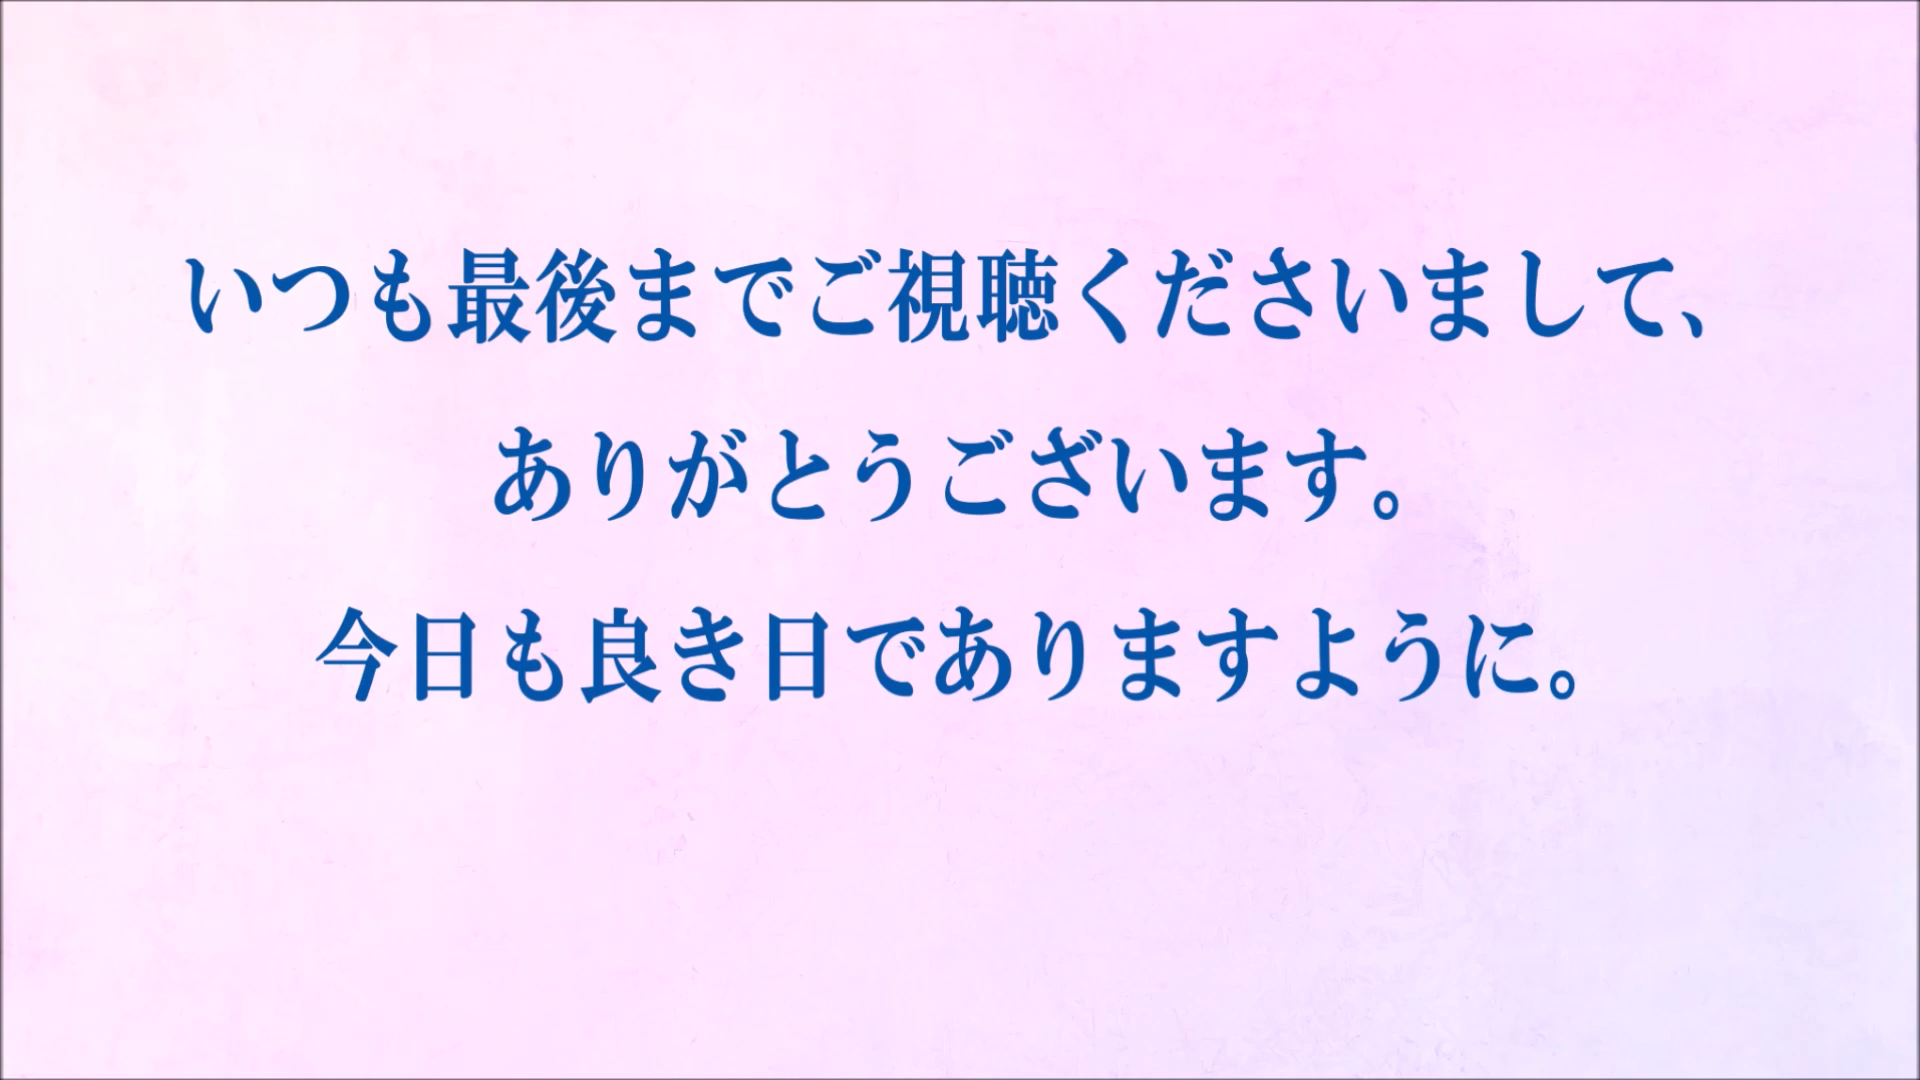 いつも最後までご視聴くださいまして、
ありがとうございます。
今日も良き日でありますように。